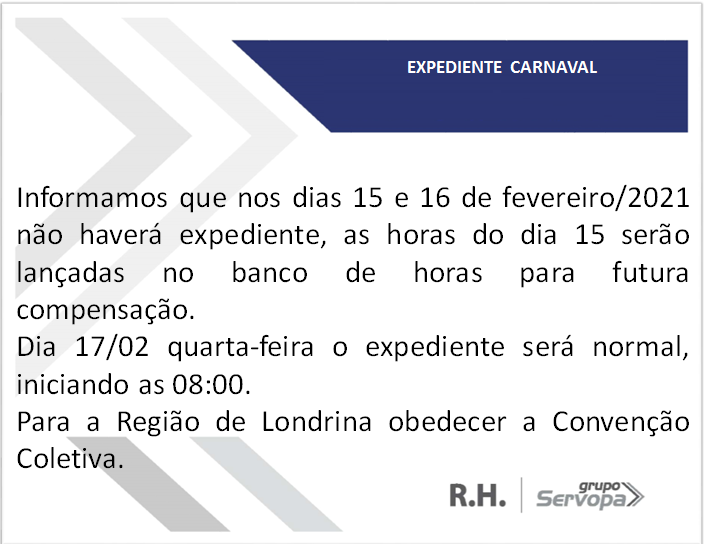 EXPEDIENTE CARNAVAL
Informamos que nos dias 15 e 16 de fevereiro/2021
não haverá expediente, as horas do dia 15 serão
lançadas no banco de horas para futura
compensação.
Dia 17/02 quarta-feira o expediente será normal,
iniciando as 08:00.
Para a Região de Londrina obedecer a Convenção
Coletiva.
R.H. grupo
Servopa